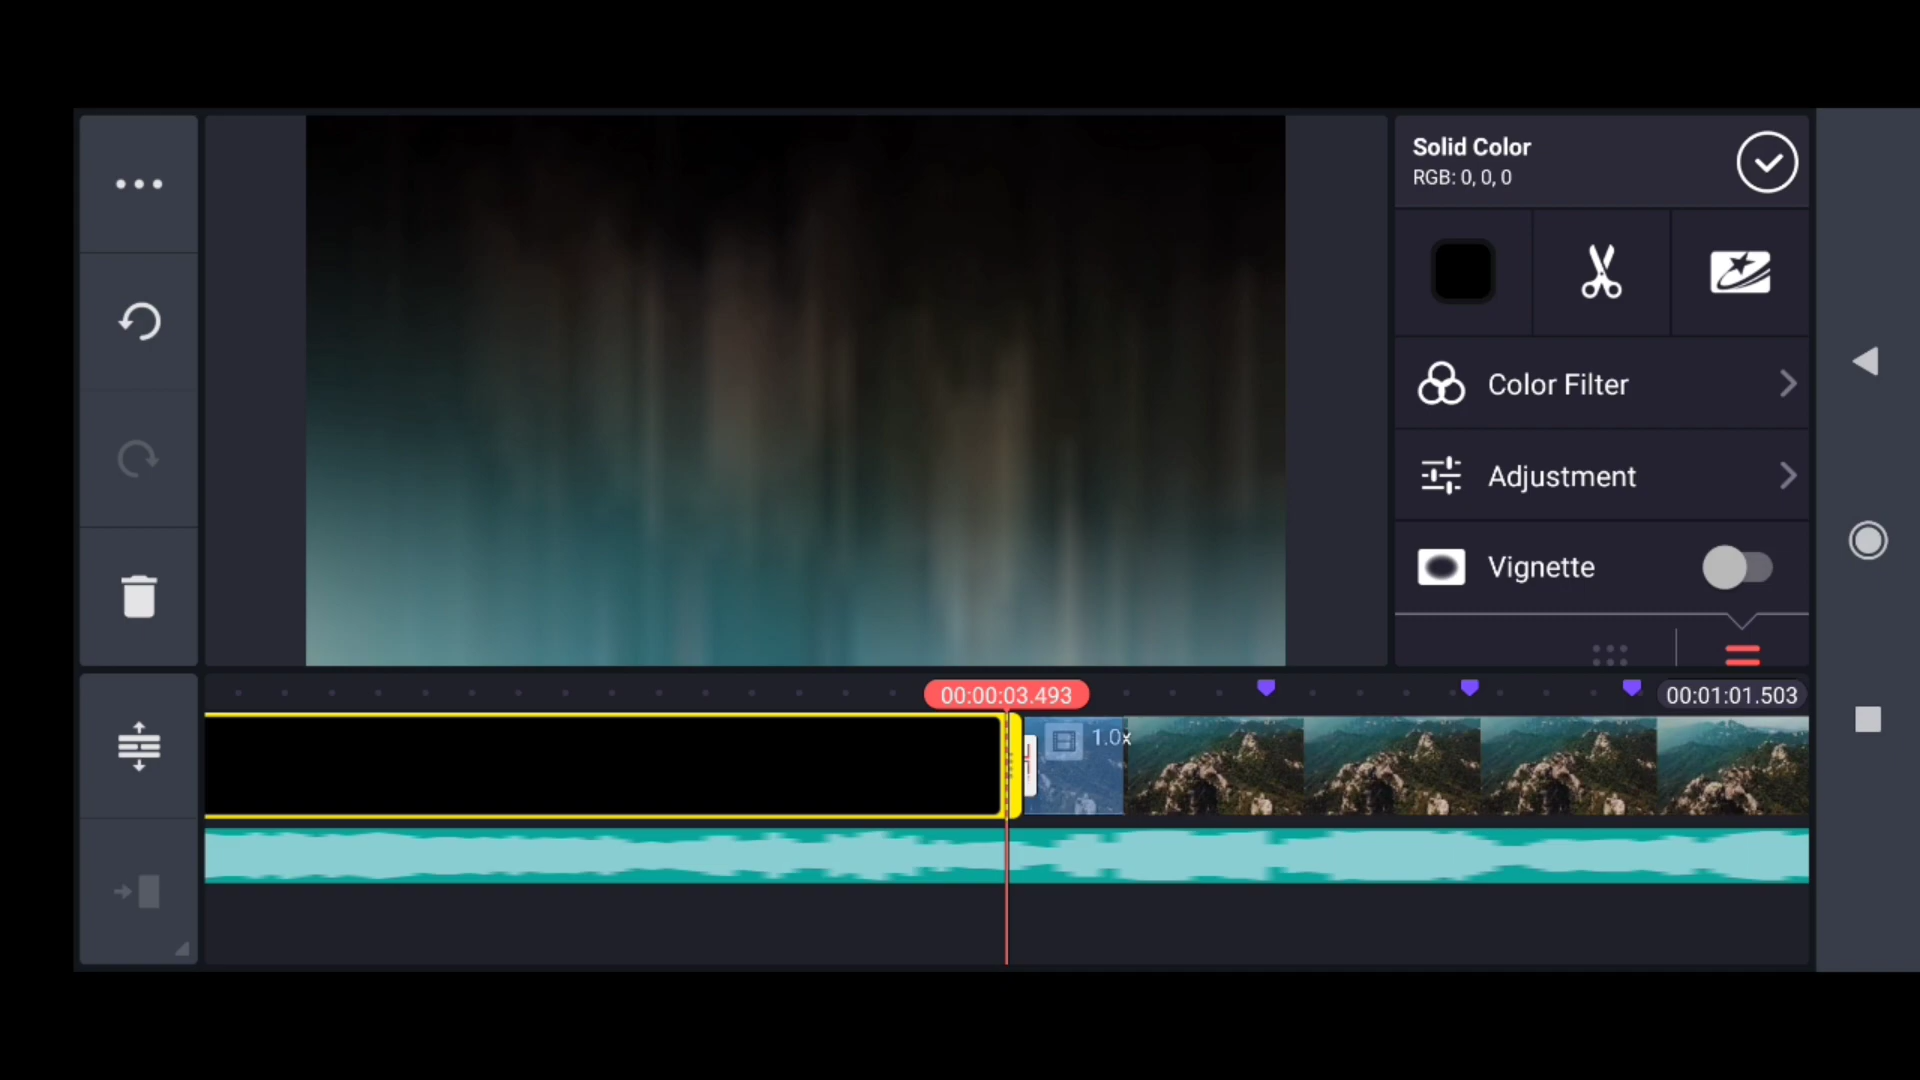 Solid Color
RGB: 0, 0, 0
Color Filter
Adjustment
Vignette
00:00:03.493
00:01:01.503
1.0x